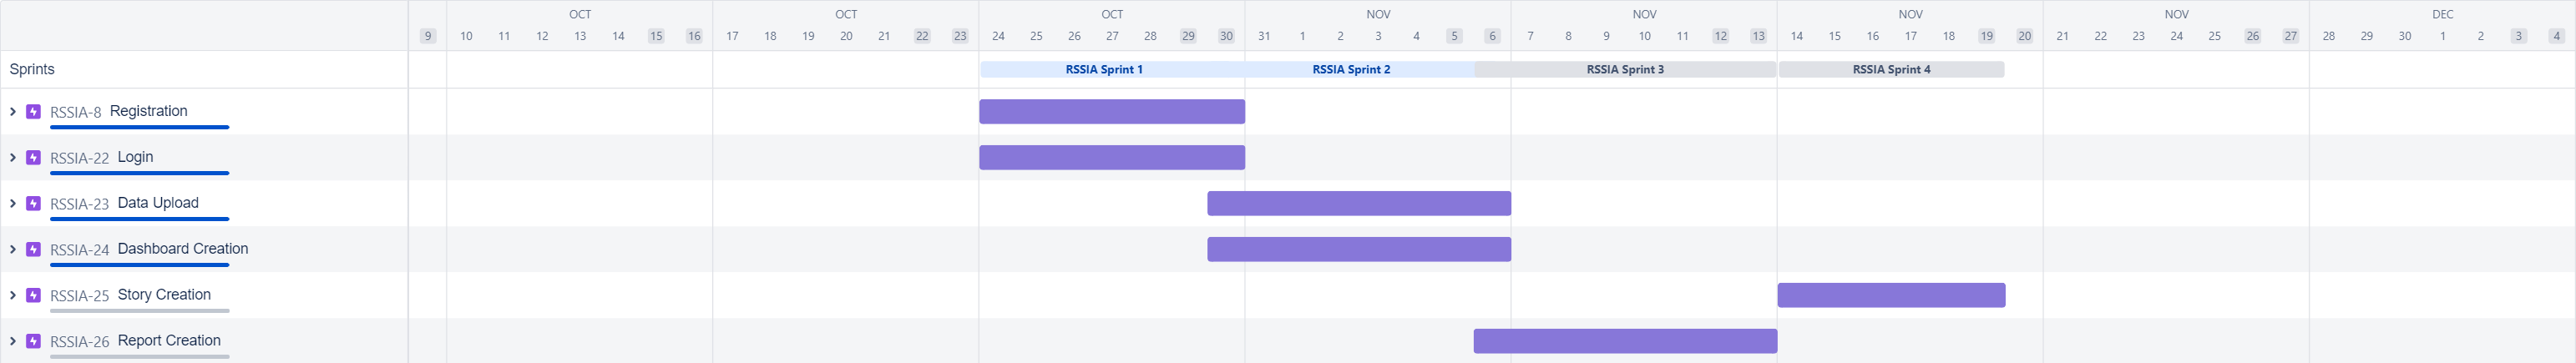 OCT OCT OCT NOV NOV NOV NOV DEC
9 10 11 12 13 14 15 16 17 18 19 20 21 22 23 24 25 26 27 28 29 30 31 1 2 3 4 5 6 7 8 9 10 11 12 13 14 15 16 17 18 19 20 21 22 23 24 25 26 27 28 29 30 1 2 3 4
Sprints RSSIA Sprint 1 RSSIA Sprint 2 RSSIA Sprint 3 RSSIA Sprint 4
RSSIA-8 Registration
RSSIA-22 Login
RSSIA-23 Data Upload
RSSIA-24 Dashboard Creation
RSSIA-25 Story Creation
RSSIA-26 Report Creation